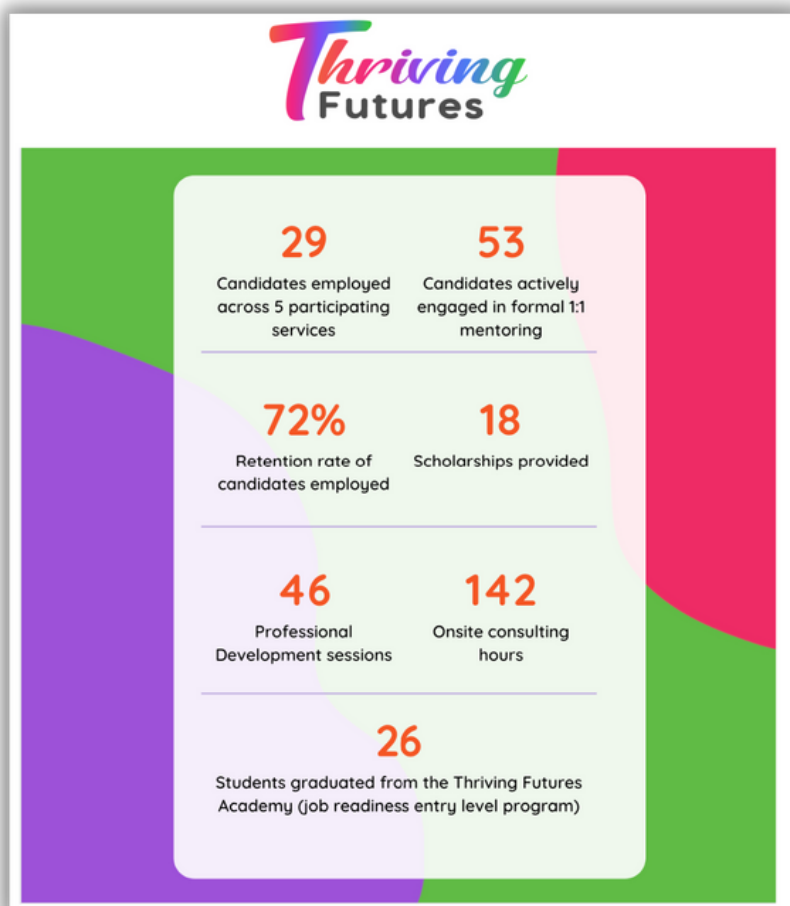 Thriving
Futures
29
Candidates employed
across 5 participating
services
53
Candidates actively
engaged in formal 1:1
mentoring
72%
Retention rate of
candidates employed
18
Scholarships provided
46
Professional
Development sessions
142
Onsite consulting
hours
26
Students graduated from the Thriving Futures
Academy (job readiness entry level program)